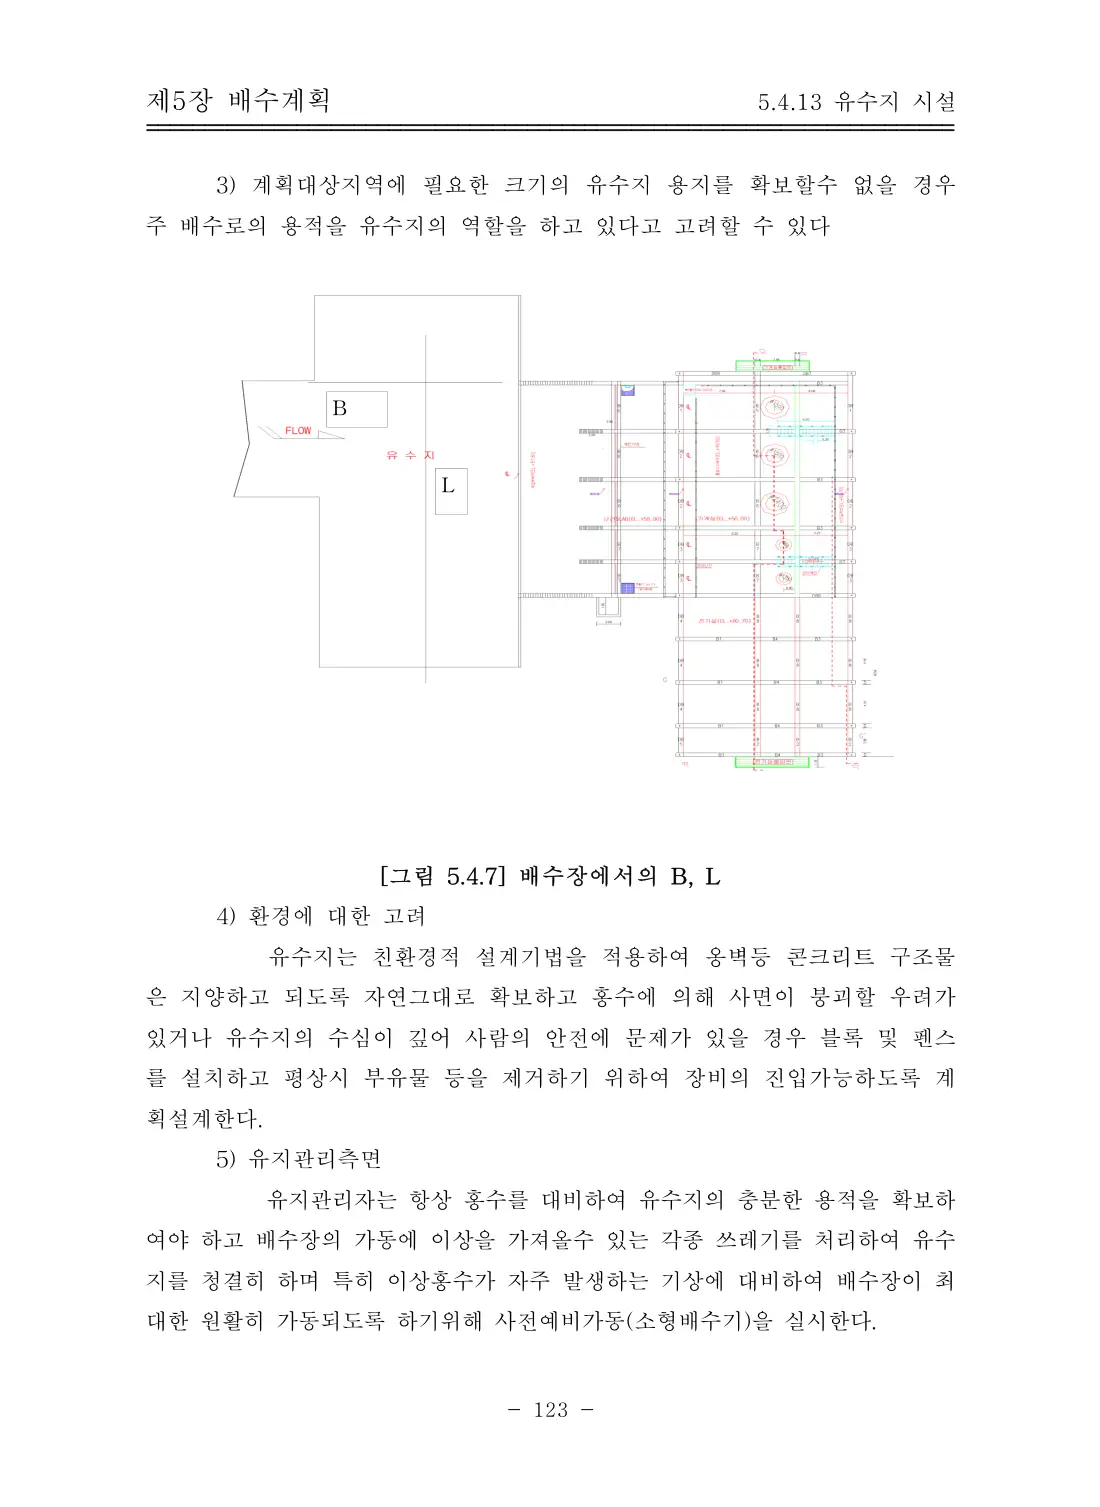 제5장 배수계획
5.4.13 유수지 시설
3) 계획대상지역에 필요한 크기의 유수지 용지를 확보할수 없을 경우
주 배수로의 용적을 유수지의 역할을 하고 있다고 고려할 수 있다
B
FLOW
유 수 지
L
[그림 5.4.7] 배수장에서의 B, L
4) 환경에 대한 고려
유수지는 친환경적 설계기법을 적용하여 옹벽등 콘크리트 구조물
은 지양하고 되도록 자연그대로 확보하고 홍수에 의해 사면이 붕괴할 우려가
있거나 유수지의 수심이 깊어 사람의 안전에 문제가 있을 경우 블록 및 펜스
를 설치하고 평상시 부유물 등을 제거하기 위하여 장비의 진입가능하도록 계
획설계한다.
5) 유지관리측면
유지관리자는 항상 홍수를 대비하여 유수지의 충분한 용적을 확보하
여야 하고 배수장의 가동에 이상을 가져올수 있는 각종 쓰레기를 처리하여 유수
지를 청결히 하며 특히 이상홍수가 자주 발생하는 기상에 대비하여 배수장이 최
대한 원활히 가동되도록 하기위해 사전예비가동(소형배수기)을 실시한다.
- 123 -